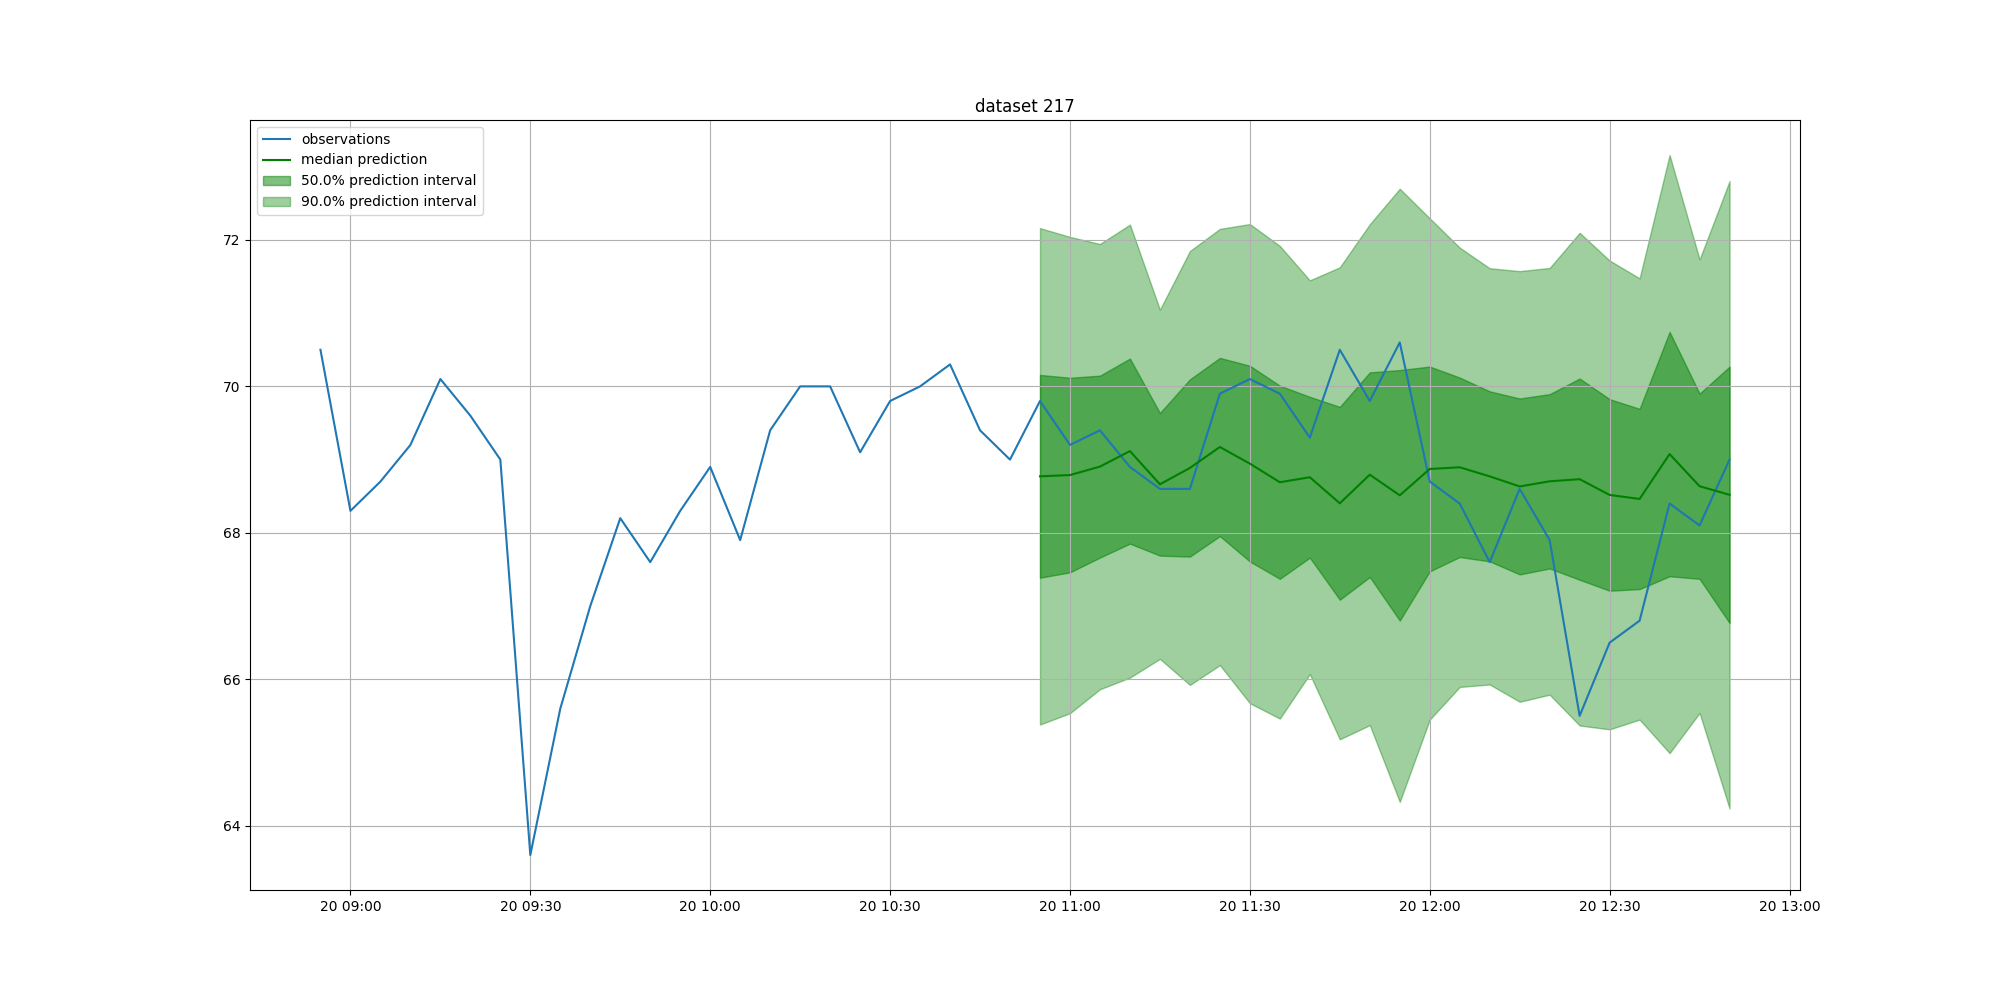 dataset 217
observations
median prediction
50.0% prediction interval
90.0% prediction interval
72
70
68
66
64
20 09:00
20 09:30
20 10:00
20 10:30
20 11:00
20 11:30
20 12:00
20 12:30
20 13:00